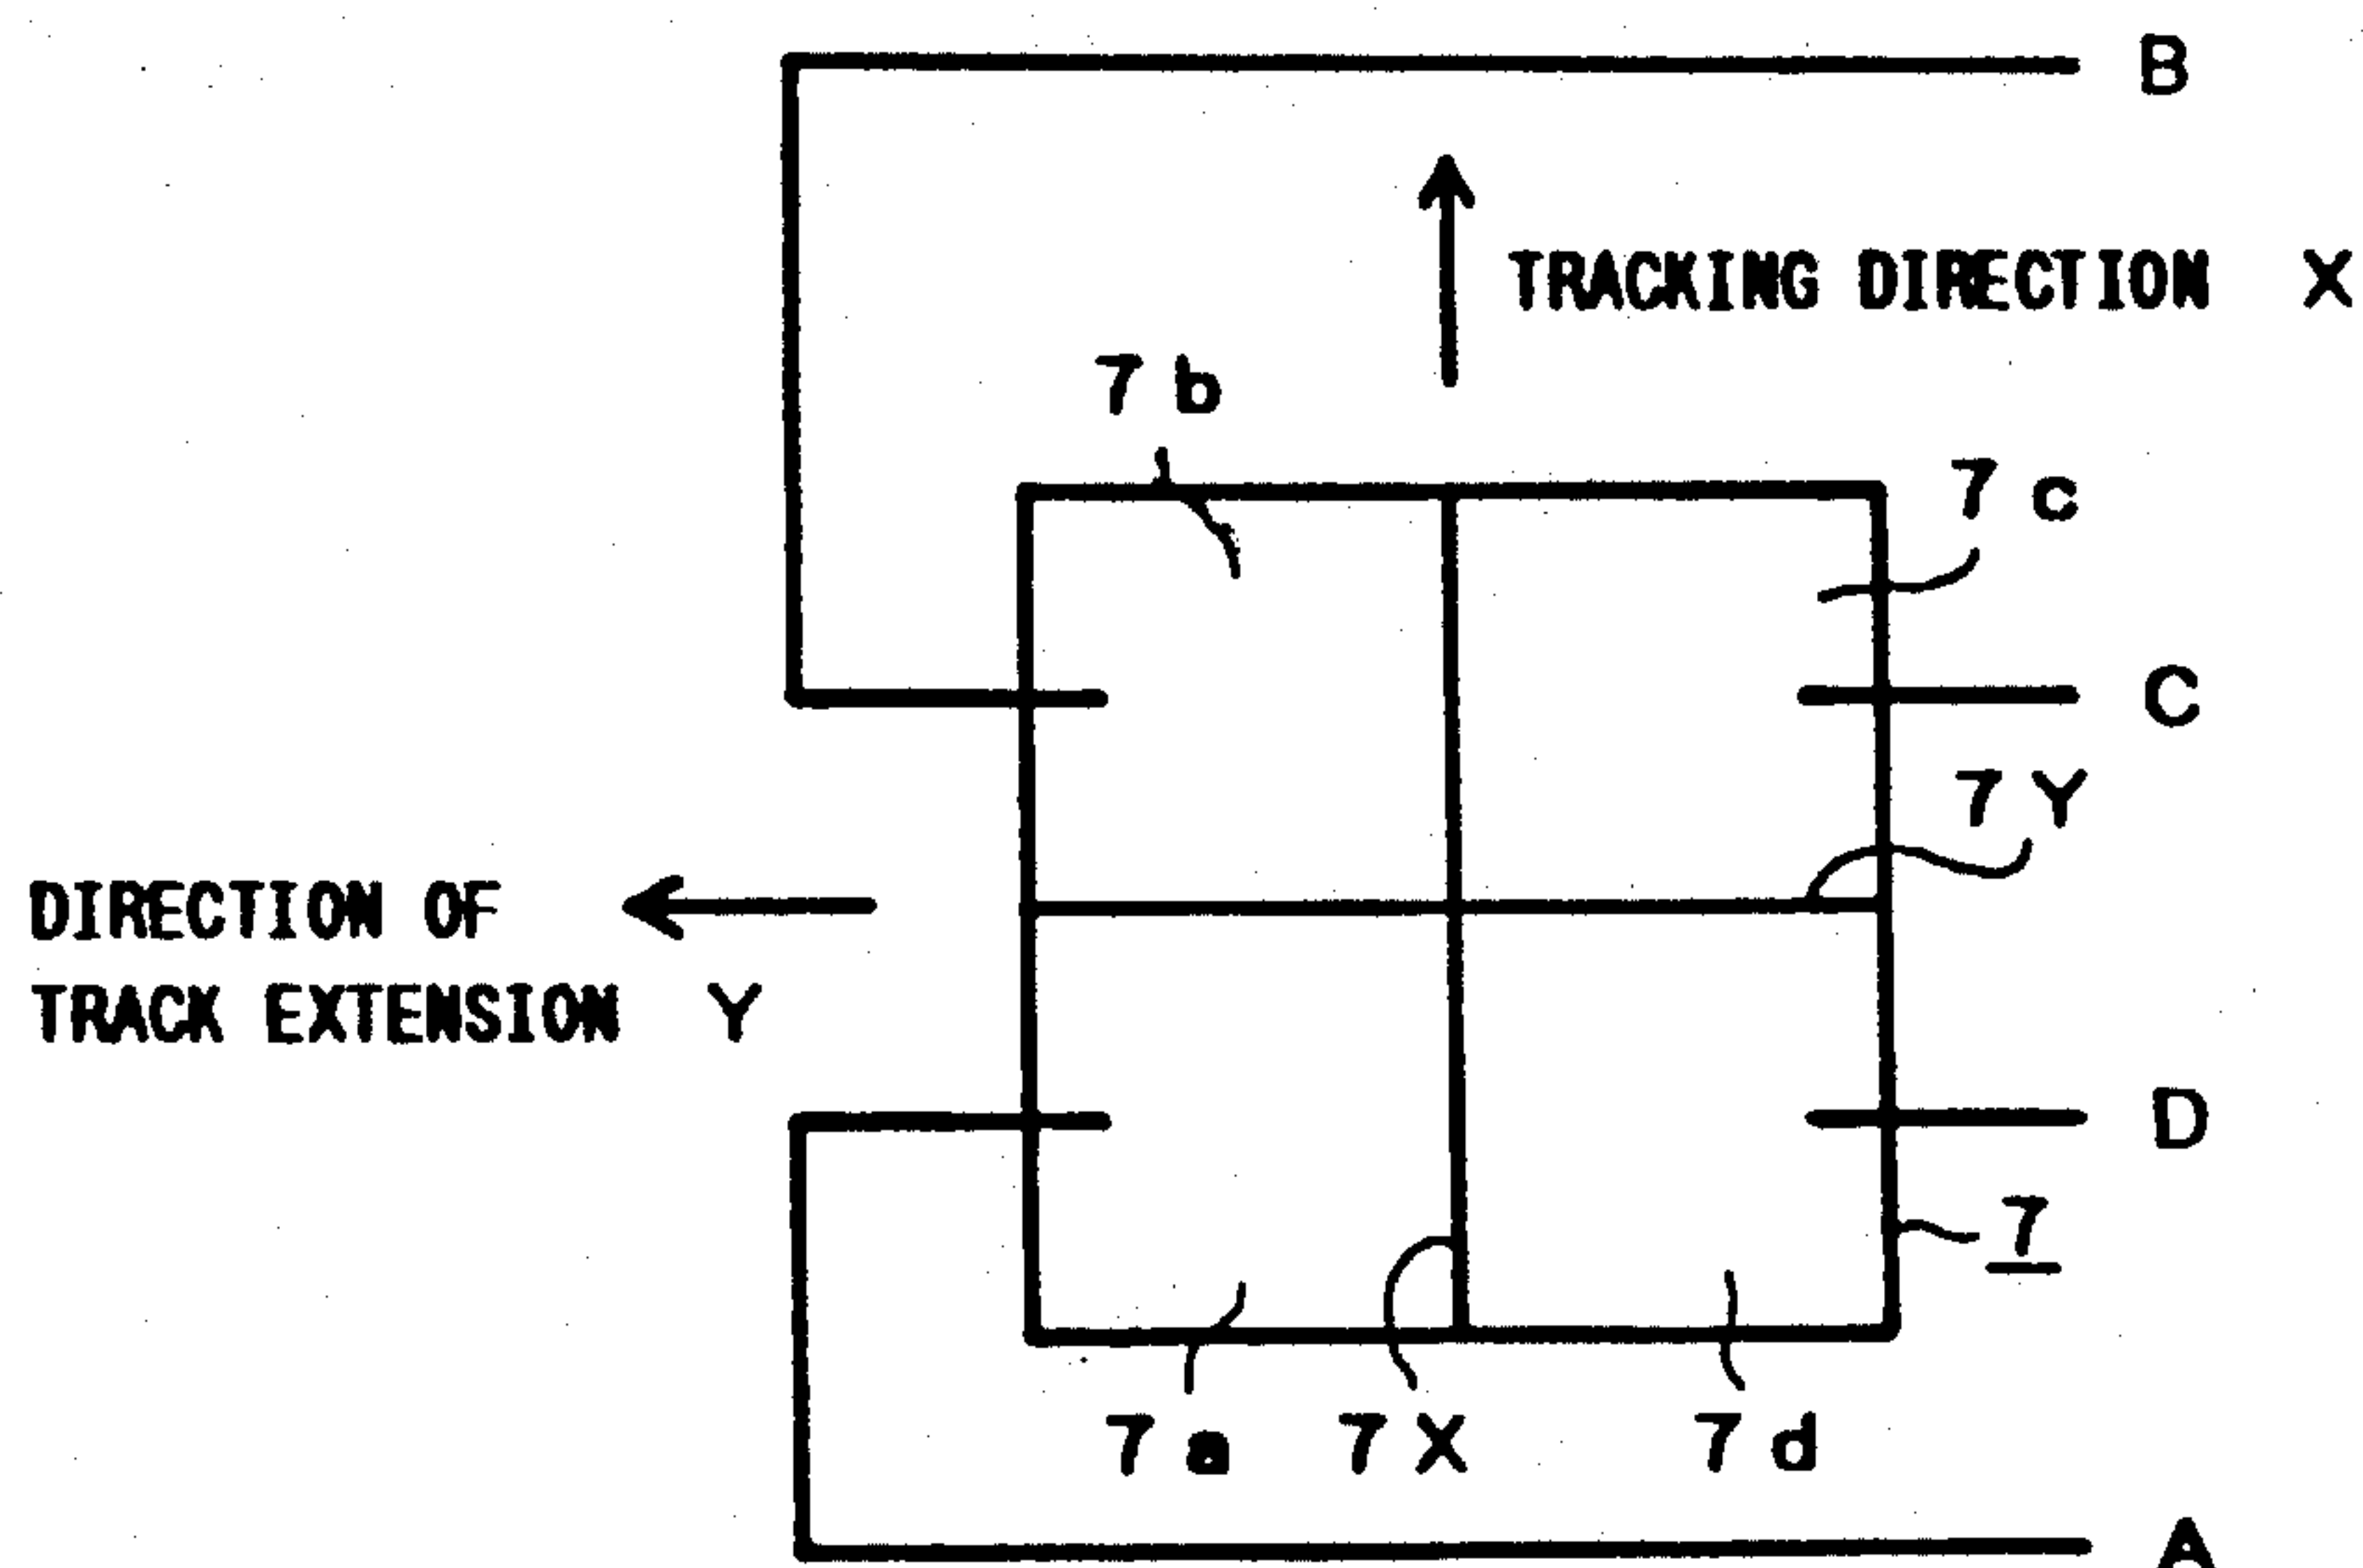 B
TRACKING DIRECTION X
7b
7c
C
7Y
DIRECTION OF
TRACK EXTENSION Y
D
7
7a 7X 7d
A